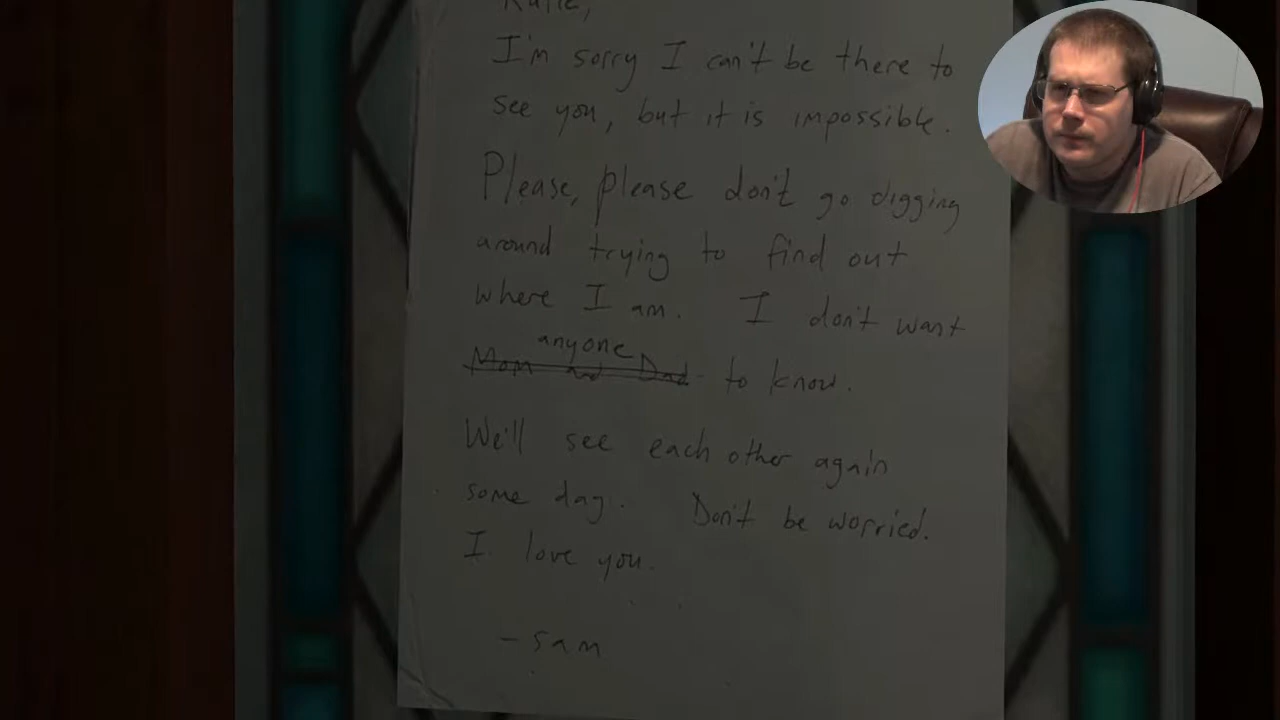 Katie,
I'm sorry I can't be there to
see you, but it is impossible.
Please, please don't go digging
around trying to find out
where I am. I don't want
anyone
Mom and Dad to know.
We'll see each other again
some day. Don't be worried.
I love you.
- Sam